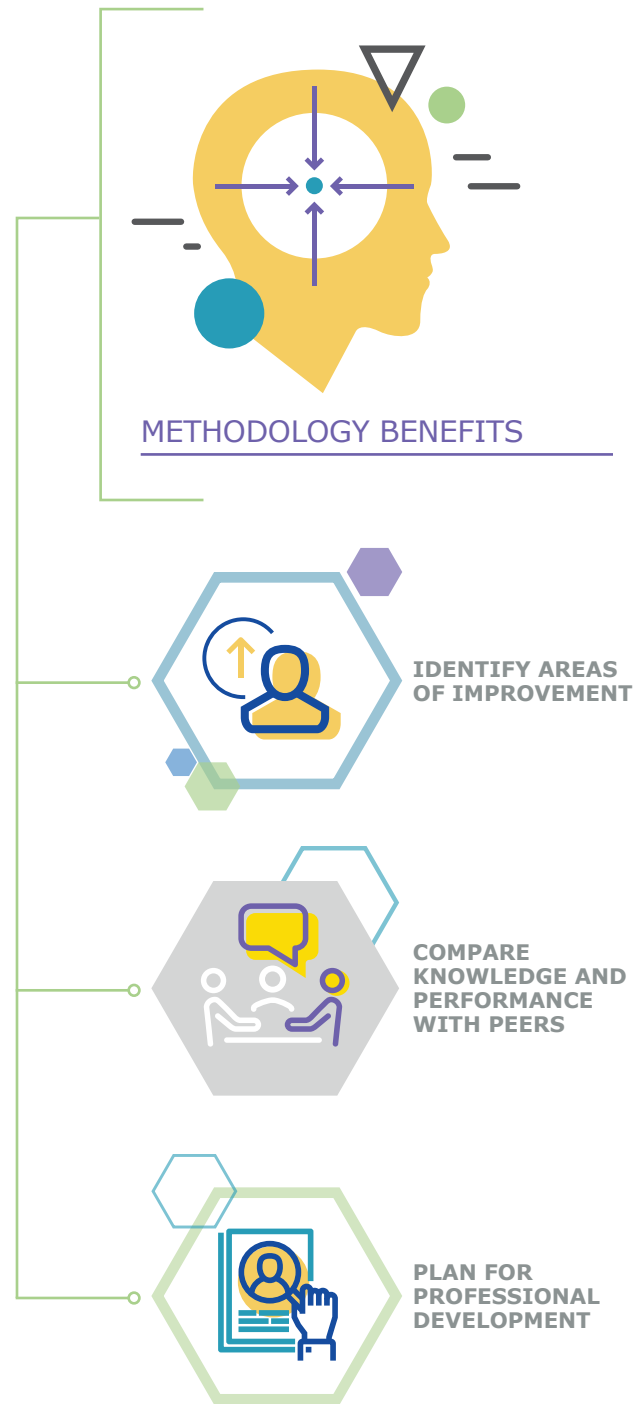 METHODOLOGY BENEFITS
IDENTIFY AREAS
OF IMPROVEMENT
COMPARE
KNOWLEDGE AND
PERFORMANCE
WITH PEERS
PLAN FOR
PROFESSIONAL
DEVELOPMENT